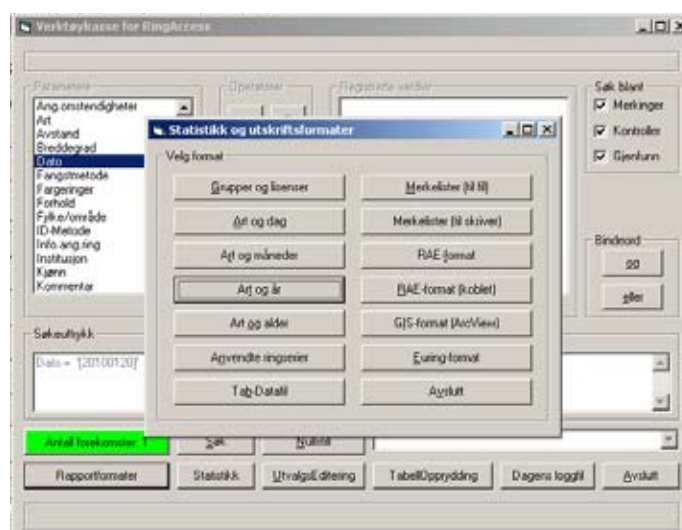 Verktøykasse for RingAccess
Parametere
Operatorer
Registrerte verdier
Søk blant
Ang.omstendigheter
Art
Avstand
Breddegrad
Dato
Fangstmetode
Fargeringer
Forhold
Fylke/område
ID-Metode
Info.ang.ring
Institusjon
Kjønn
Kommentar
Merkinger
Kontroller
Gjenfunn
Statistikk og utskriftsformater
Velg format
Grupper og lisenser
Merkelister (til fil)
Art og dag
Merkelister (til skriver)
Art og måneder
RAE-format
Art og år
RAE-format (koblet)
Art og alder
GIS-format (ArcView)
Anvendte ringserier
Euring-format
Tab-Datafil
Avslutt
Bindeord
og
eller
Søkeuttrykk
Dato = '[20100120]'
Antall forekomster: 1
Søk
Nullstill
Rapportformater
Statistikk
UtvalgsEditering
TabellOpprydding
Dagens loggfil
Avslutt